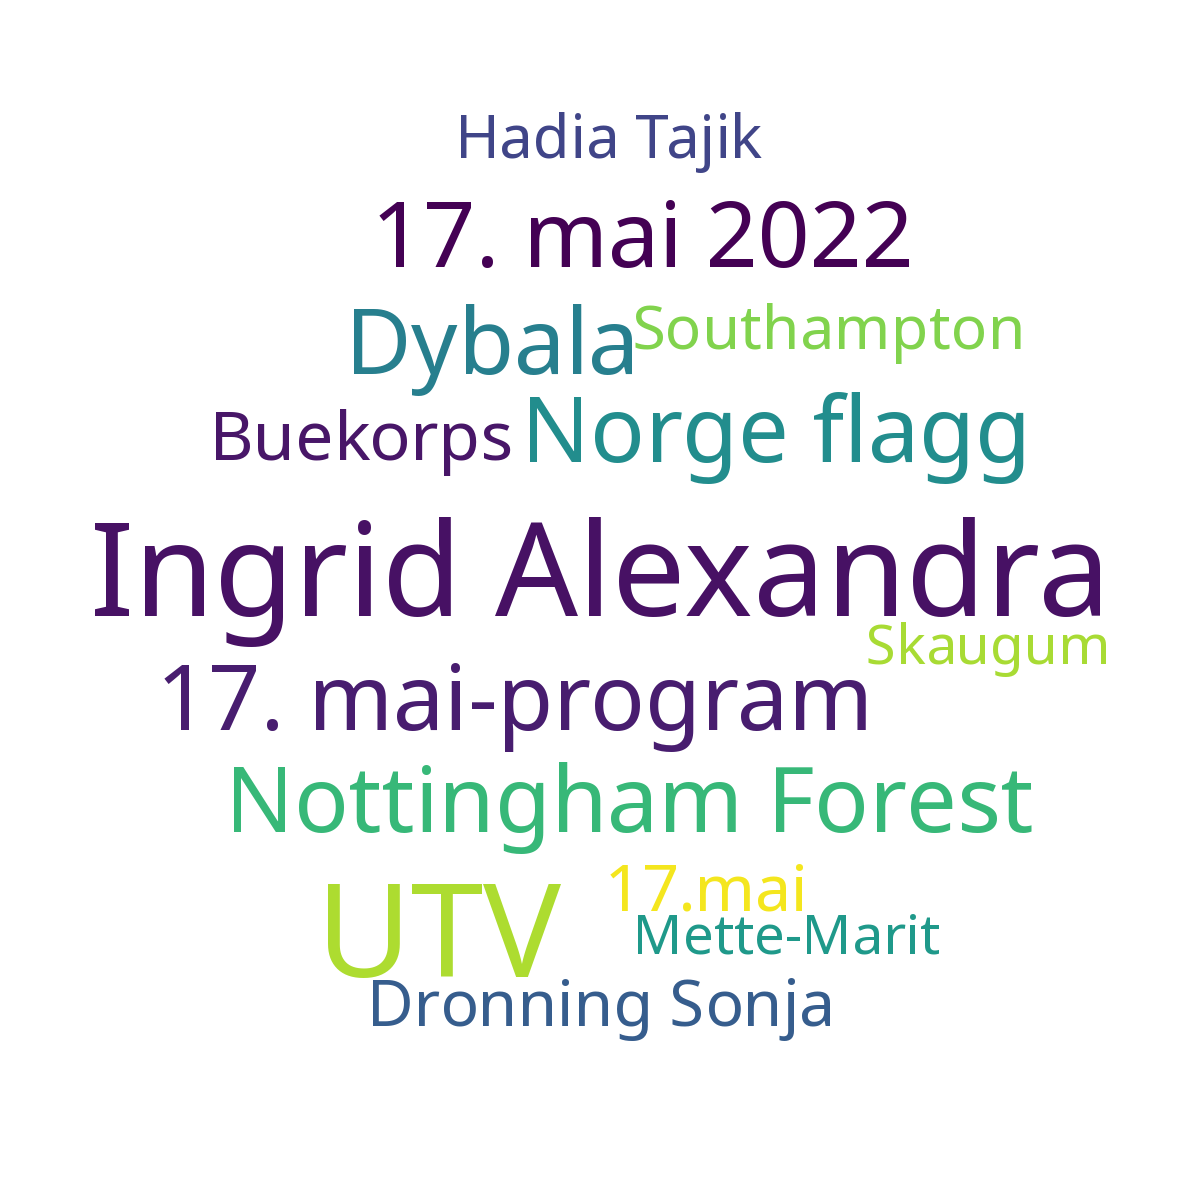 Hadia Tajik
17. mai 2022
Dybala
Southampton
Buekorps
Norge flagg
Ingrid Alexandra
Skaugum
17. mai-program
Nottingham Forest
UTV
17.mai
Mette-Marit
Dronning Sonja